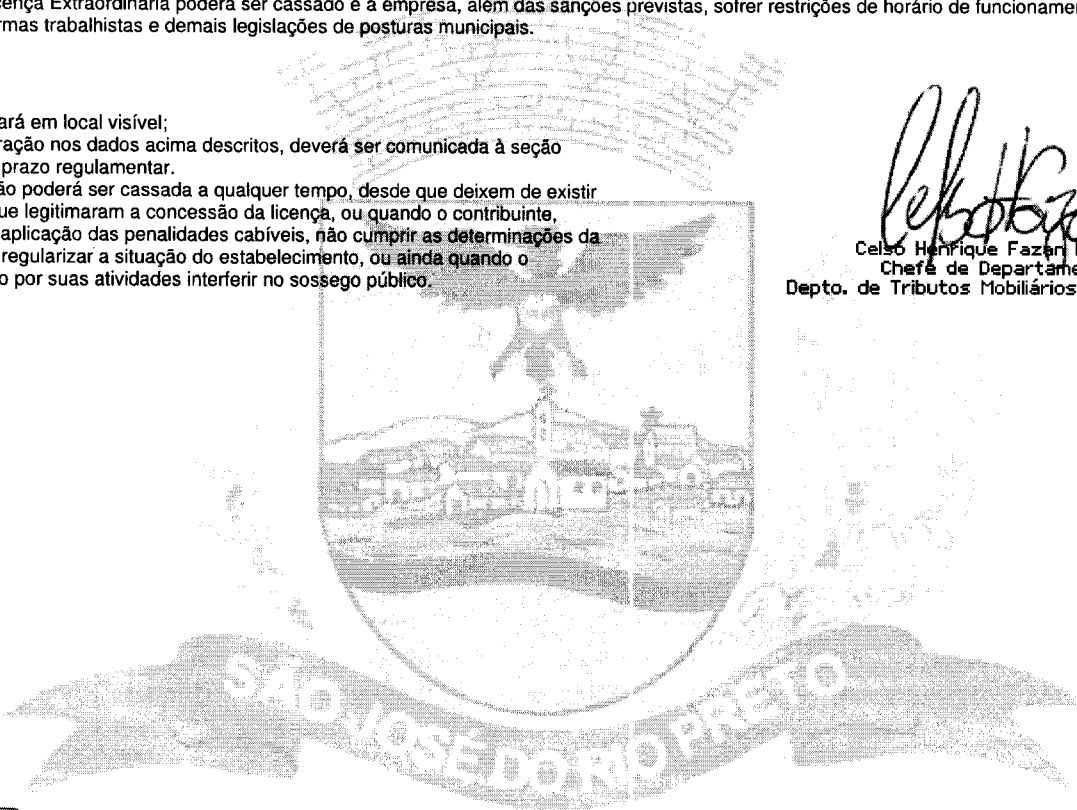 cença Extraordinária poderá ser cassado e a empresa, além das sanções previstas, sofrer restrições de horário de funcioname
rmas trabalhistas e demais legislações de posturas municipais.
ará em local visível;
ração nos dados acima descritos, deverá ser comunicada à seção
prazo regulamentar.
ão poderá ser cassada a qualquer tempo, desde que deixem de existir
ue legitimaram a concessão da licença, ou quando o contribuinte,
aplicação das penalidades cabíveis, não cumprir as determinações da
regularizar a situação do estabelecimento, ou ainda quando o
o por suas atividades interferir no sossego público.
Celso Henrique Fazan
Chefe de Departame
Depto. de Tributos Mobiliários
SÃO JOSÉ DO RIO PRETO